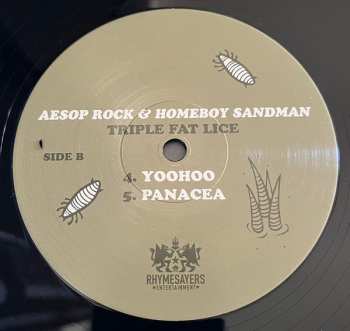 AESOP ROCK & HOMEBOY SANDMAN
TRIPLE FAT LICE
SIDE B
4. YOOHOO
5. PANACEA
RHYMESAYERS
ENTERTAINMENT